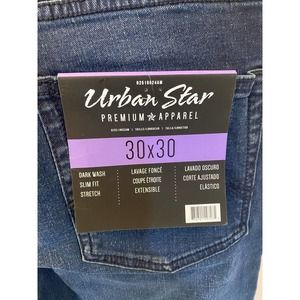 Urban Star
PREMIUM ★ APPAREL
30x30
DARK WASH
SLIM FIT
STRETCH
LAVAGE FONCÉ
COUPE ÉTROITE
EXTENSIBLE
LAVADO OSCURO
CORTE AJUSTADO
ELÁSTICO